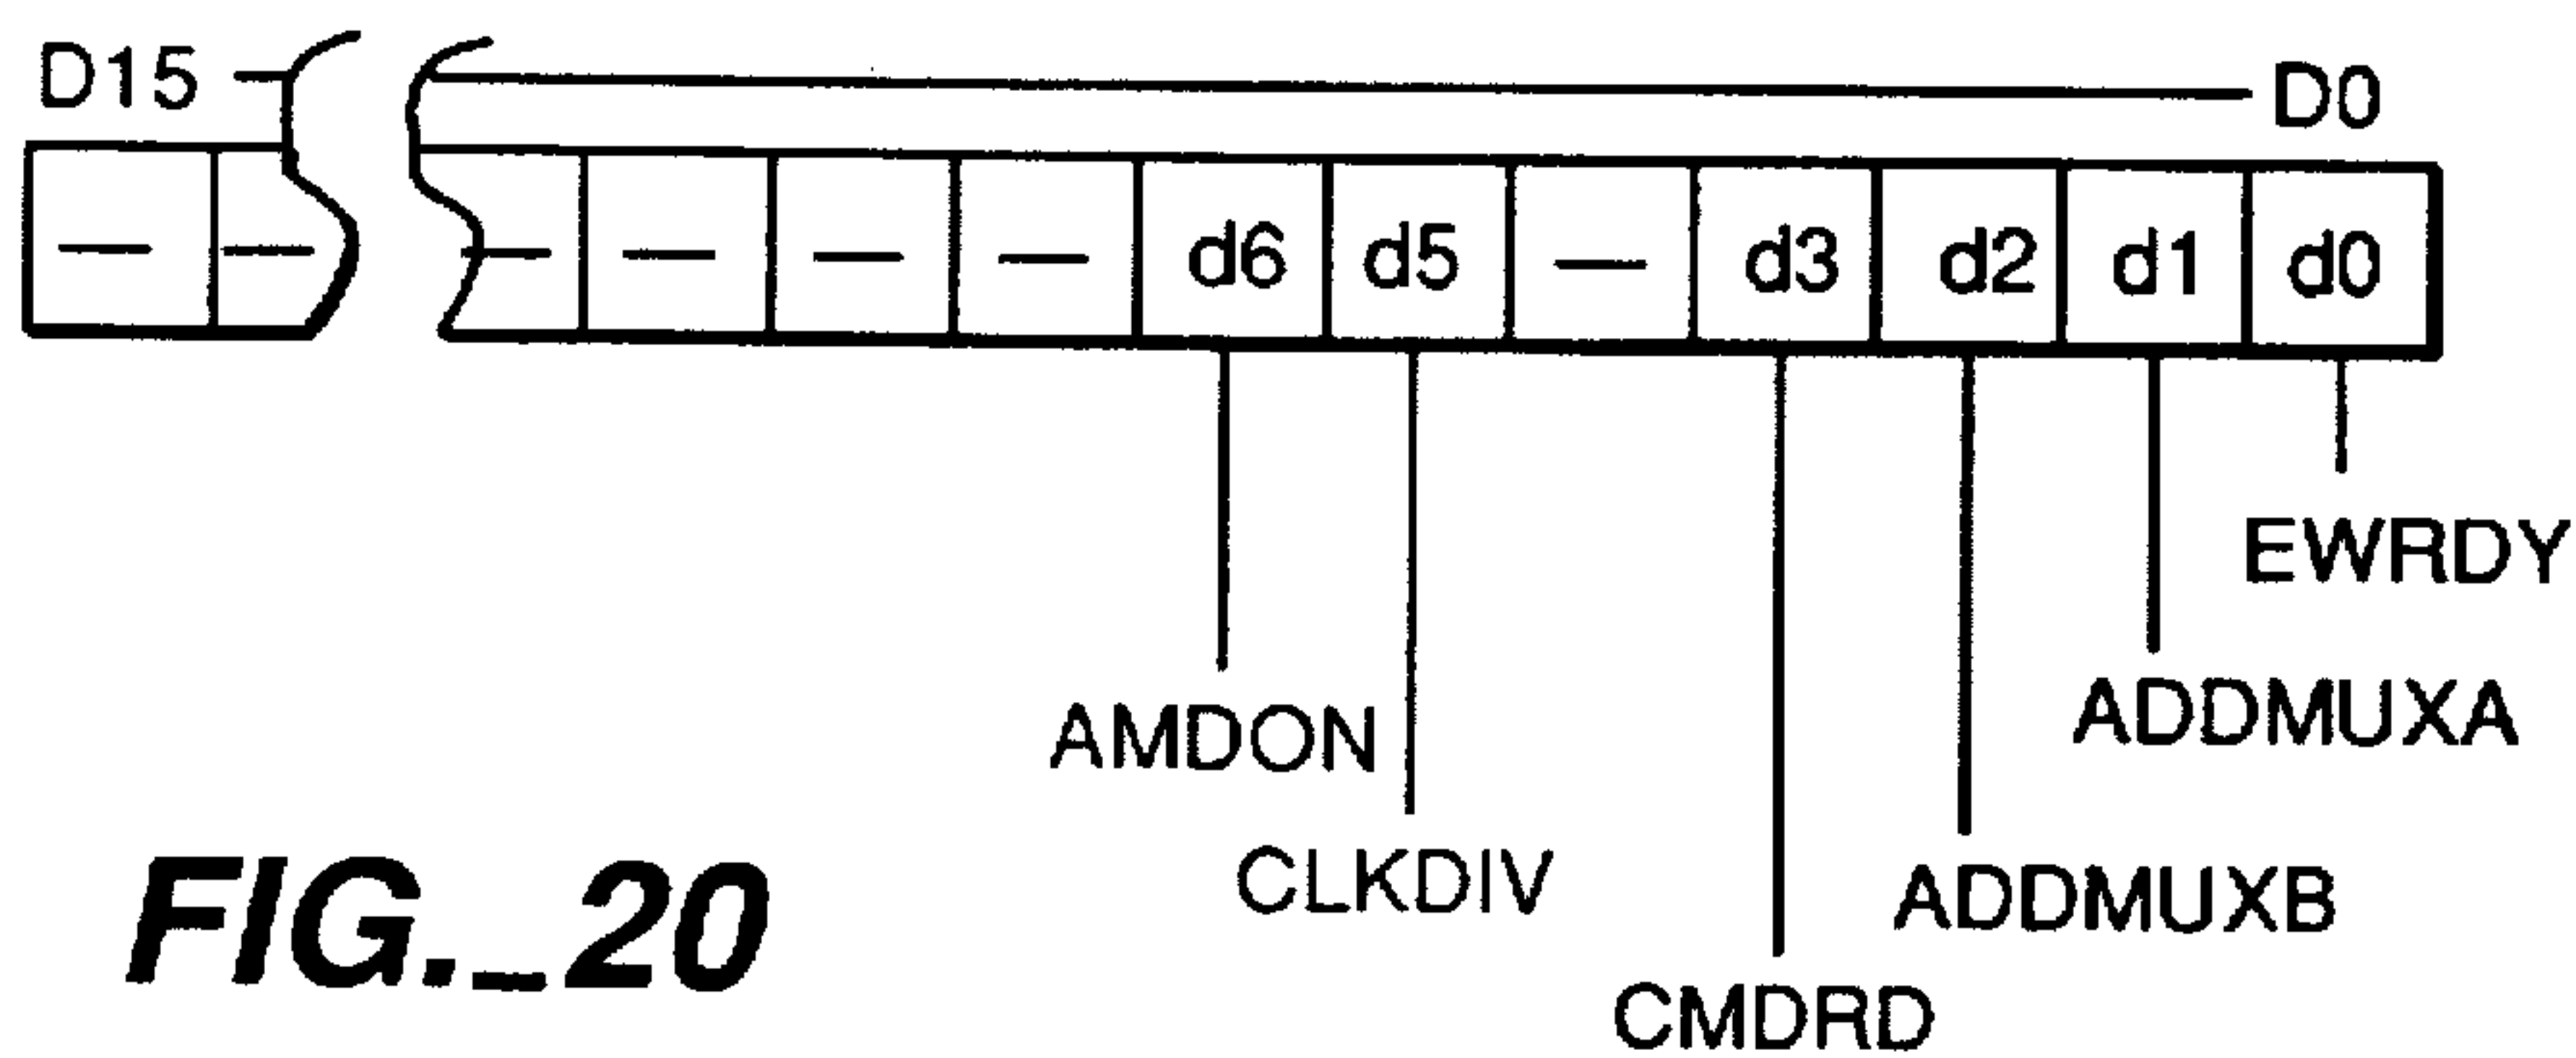 D15 D0
— — — — — — d6 d5 — d3 d2 d1 d0
EWRDY
ADDMUXA
AMDON
CLKDIV
ADDMUXB
CMDRD
FIG._20